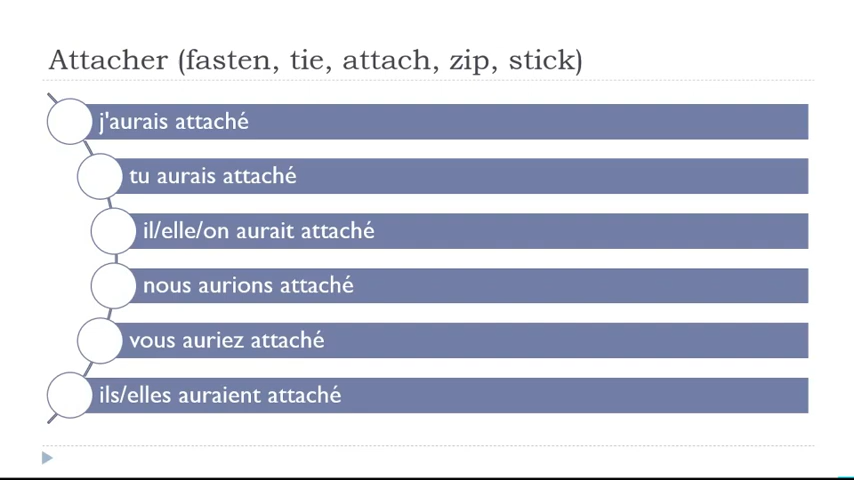 Attacher (fasten, tie, attach, zip, stick)
j'aurais attaché
tu aurais attaché
il/elle/on aurait attaché
nous aurions attaché
vous auriez attaché
ils/elles auraient attaché